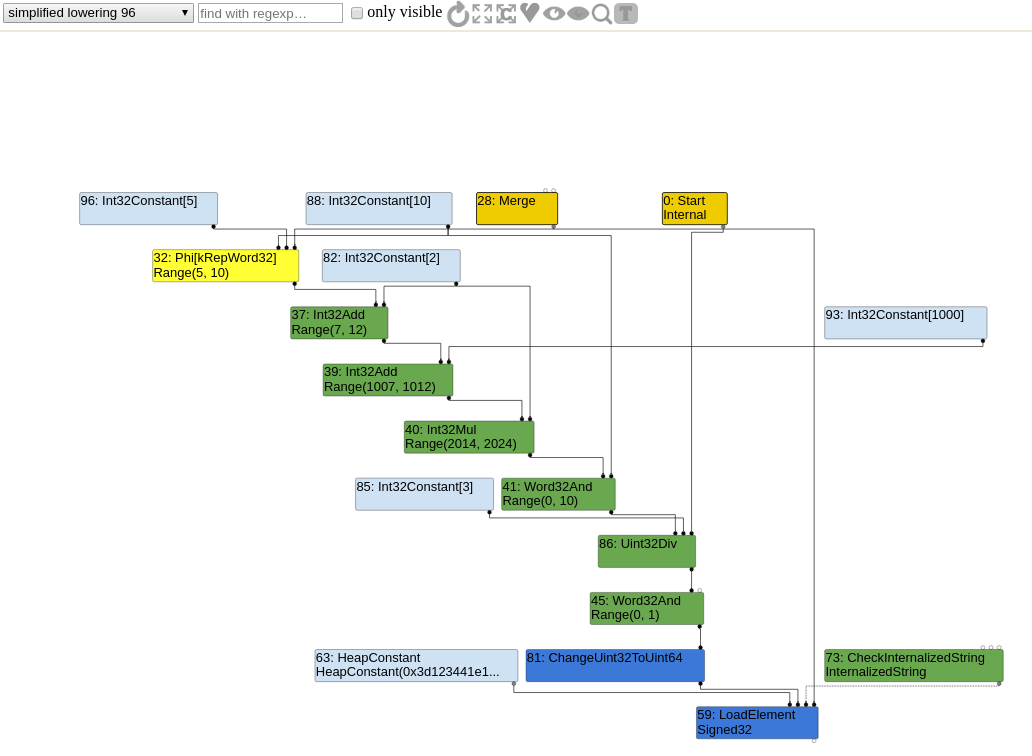 simplified lowering 96
find with regexp…
only visible
T
96: Int32Constant[5]
88: Int32Constant[10]
28: Merge
0: Start
Internal
32: Phi[kRepWord32]
Range(5, 10)
82: Int32Constant[2]
37: Int32Add
Range(7, 12)
93: Int32Constant[1000]
39: Int32Add
Range(1007, 1012)
40: Int32Mul
Range(2014, 2024)
85: Int32Constant[3]
41: Word32And
Range(0, 10)
86: Uint32Div
45: Word32And
Range(0, 1)
63: HeapConstant
HeapConstant(0x3d123441e1...
81: ChangeUint32ToUint64
73: CheckInternalizedString
InternalizedString
59: LoadElement
Signed32